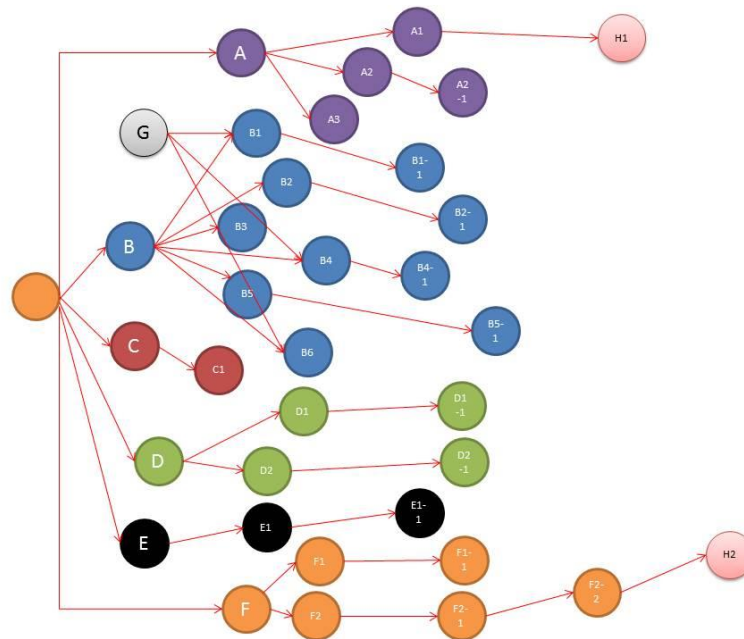 A
A1
H1
A2
A2
-1
A3
G
B1
B1-
1
B2
B2-
1
B3
B
B4
B4-
1
B5
B5-
1
B6
C
C1
D1
D1
-1
D
D2
D2
-1
E
E1
E1-
1
F1
F1-
1
F
F2
F2-
1
F2-
2
H2